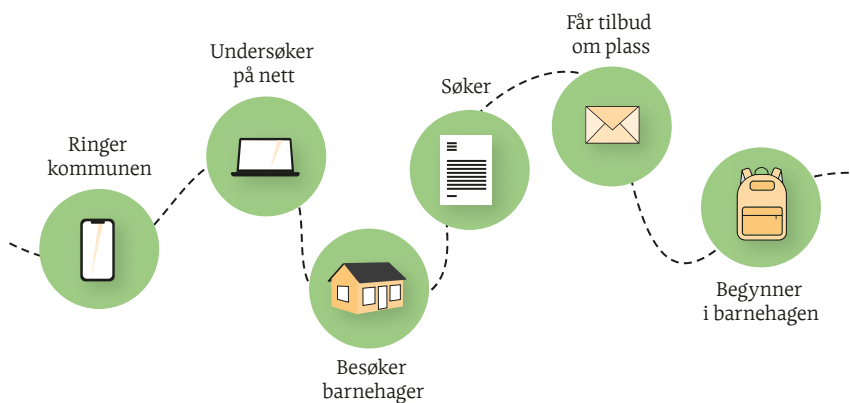 Ringer
kommunen
Undersøker
på nett
Besøker
barnehager
Søker
Får tilbud
om plass
Begynner
i barnehagen